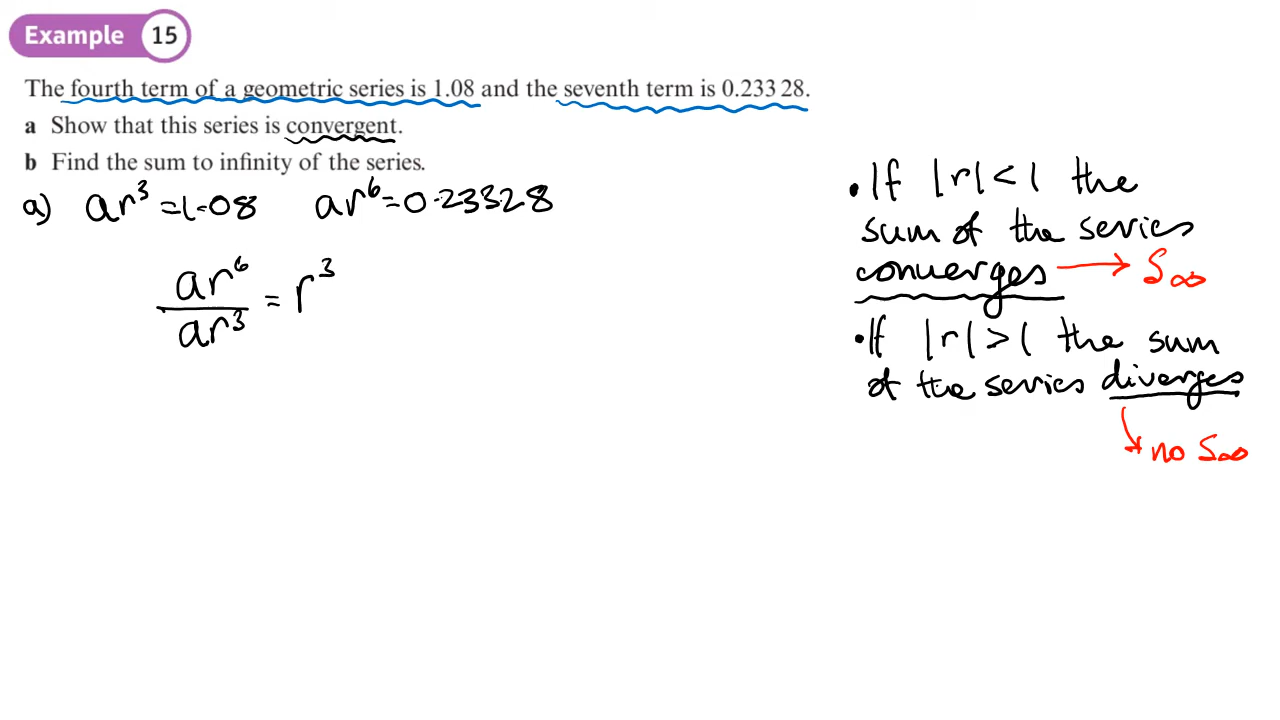 Example 15
The fourth term of a geometric series is 1.08 and the seventh term is 0.233 28.
a Show that this series is convergent.
b Find the sum to infinity of the series.
a) ar³ = 1.08 ar⁶ = 0.23328
ar⁶/ar³ = r³
• If |r| < 1 the
sum of the series
converges → S∞
• If |r| > 1 the sum
of the series diverges
↳ no S∞